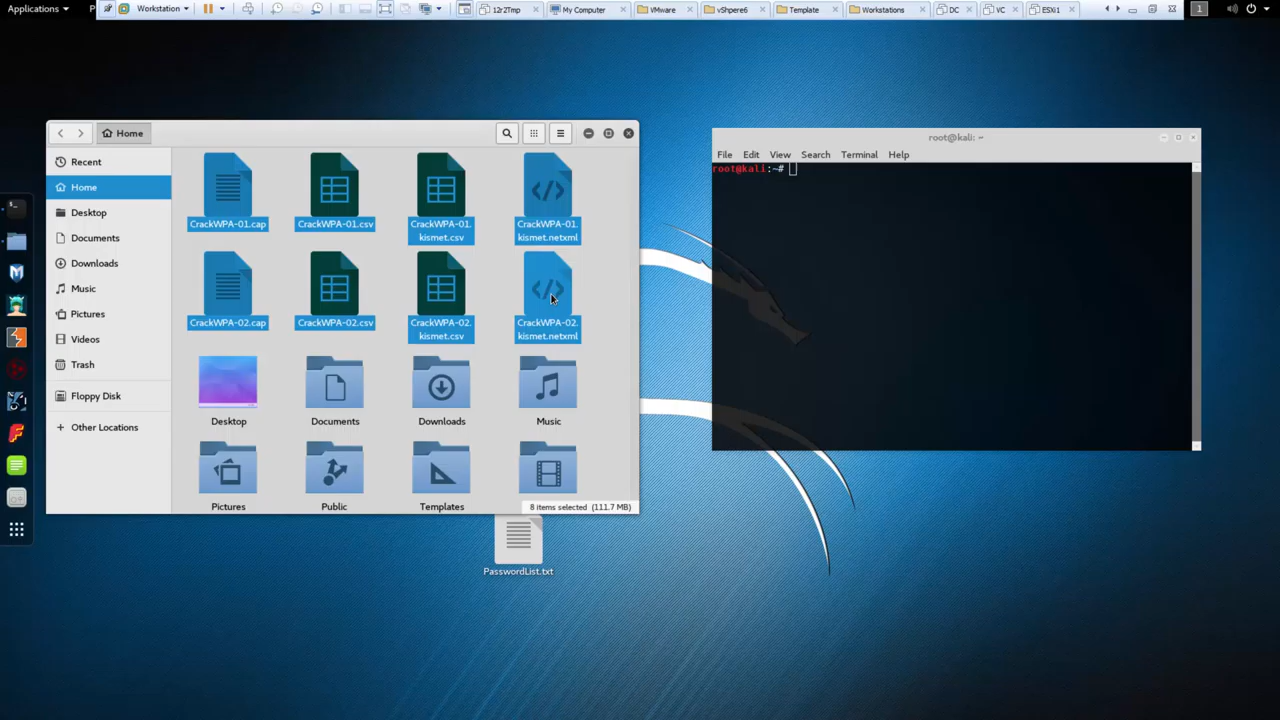 Applications
P
Workstation
12r2Tmp
My Computer
VMware
vShpere6
Template
Workstations
DC
VC
ESXi1
1
Home
Recent
Home
Desktop
Documents
Downloads
Music
Pictures
Videos
Trash
Floppy Disk
Other Locations
CrackWPA-01.cap
CrackWPA-01.csv
CrackWPA-01.
kismet.csv
CrackWPA-01.
kismet.netxml
CrackWPA-02.cap
CrackWPA-02.csv
CrackWPA-02.
kismet.csv
CrackWPA-02.
kismet.netxml
Desktop
Documents
Downloads
Music
Pictures
Public
Templates
8 items selected (111.7 MB)
PasswordList.txt
root@kali: ~
File Edit View Search Terminal Help
root@kali:~#